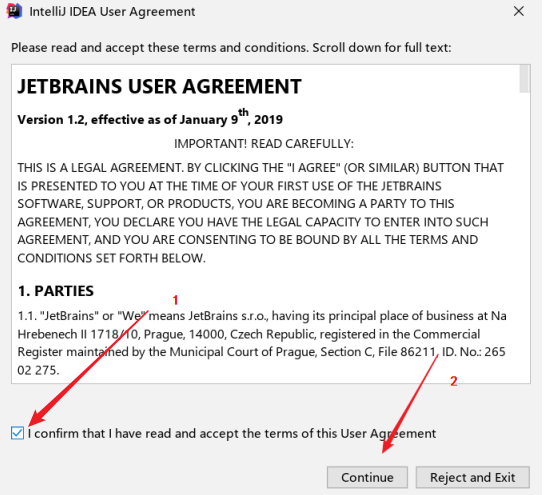 IntelliJ IDEA User Agreement
Please read and accept these terms and conditions. Scroll down for full text:
JETBRAINS USER AGREEMENT
Version 1.2, effective as of January 9th, 2019
IMPORTANT! READ CAREFULLY:
THIS IS A LEGAL AGREEMENT. BY CLICKING THE "I AGREE" (OR SIMILAR) BUTTON THAT
IS PRESENTED TO YOU AT THE TIME OF YOUR FIRST USE OF THE JETBRAINS
SOFTWARE, SUPPORT, OR PRODUCTS, YOU ARE BECOMING A PARTY TO THIS
AGREEMENT, YOU DECLARE YOU HAVE THE LEGAL CAPACITY TO ENTER INTO SUCH
AGREEMENT, AND YOU ARE CONSENTING TO BE BOUND BY ALL THE TERMS AND
CONDITIONS SET FORTH BELOW.
1. PARTIES
1
1.1. "JetBrains" or "We" means JetBrains s.r.o., having its principal place of business at Na
Hrebenech II 1718/10, Prague, 14000, Czech Republic, registered in the Commercial
Register maintained by the Municipal Court of Prague, Section C, File 86211, ID. No.: 265
02 275.
2
I confirm that I have read and accept the terms of this User Agreement
Continue
Reject and Exit